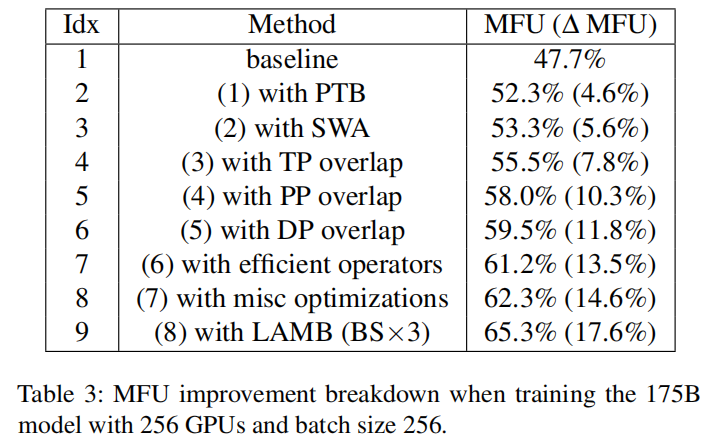 Idx Method MFU (Δ MFU)
1 baseline 47.7%
2 (1) with PTB 52.3% (4.6%)
3 (2) with SWA 53.3% (5.6%)
4 (3) with TP overlap 55.5% (7.8%)
5 (4) with PP overlap 58.0% (10.3%)
6 (5) with DP overlap 59.5% (11.8%)
7 (6) with efficient operators 61.2% (13.5%)
8 (7) with misc optimizations 62.3% (14.6%)
9 (8) with LAMB (BS×3) 65.3% (17.6%)
Table 3: MFU improvement breakdown when training the 175B
model with 256 GPUs and batch size 256.